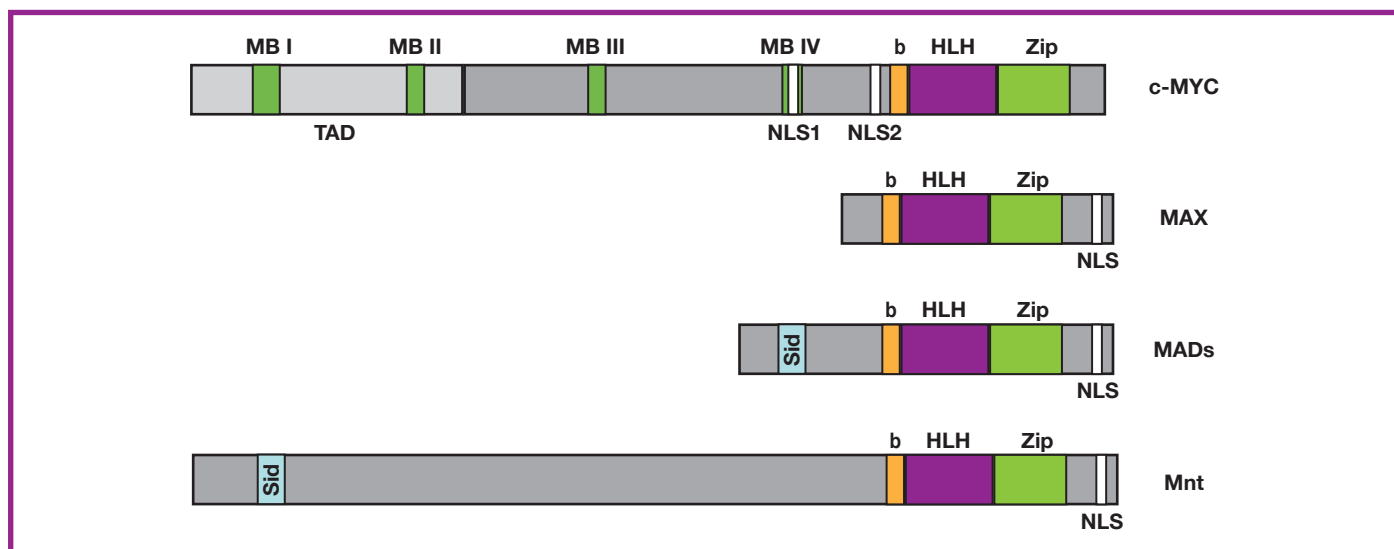 MB I MB II MB III MB IV b HLH Zip
c-MYC
TAD NLS1 NLS2
b HLH Zip
MAX
NLS
b HLH Zip
Sid
MADs
NLS
b HLH Zip
Sid
Mnt
NLS